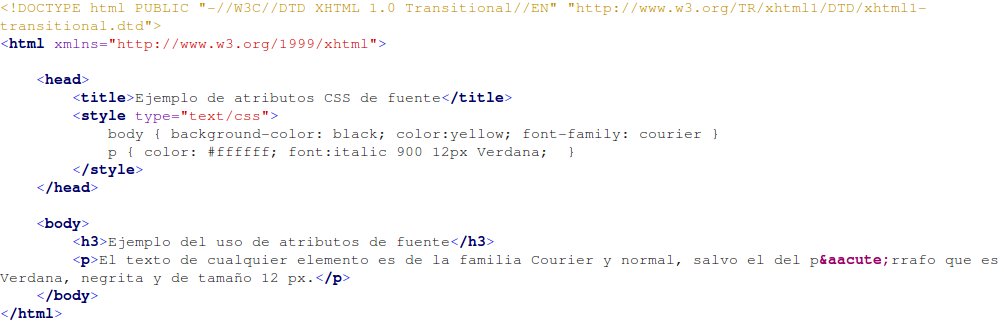 <!DOCTYPE html PUBLIC "-//W3C//DTD XHTML 1.0 Transitional//EN" "http://www.w3.org/TR/xhtml1/DTD/xhtml1-
transitional.dtd">
<html xmlns="http://www.w3.org/1999/xhtml">
<head>
<title>Ejemplo de atributos CSS de fuente</title>
<style type="text/css">
body { background-color: black; color:yellow; font-family: courier }
p { color: #ffffff; font:italic 900 12px Verdana;  }
</style>
</head>
<body>
<h3>Ejemplo del uso de atributos de fuente</h3>
<p>El texto de cualquier elemento es de la familia Courier y normal, salvo el del p&aacute;rrafo que es
Verdana, negrita y de tamaño 12 px.</p>
</body>
</html>